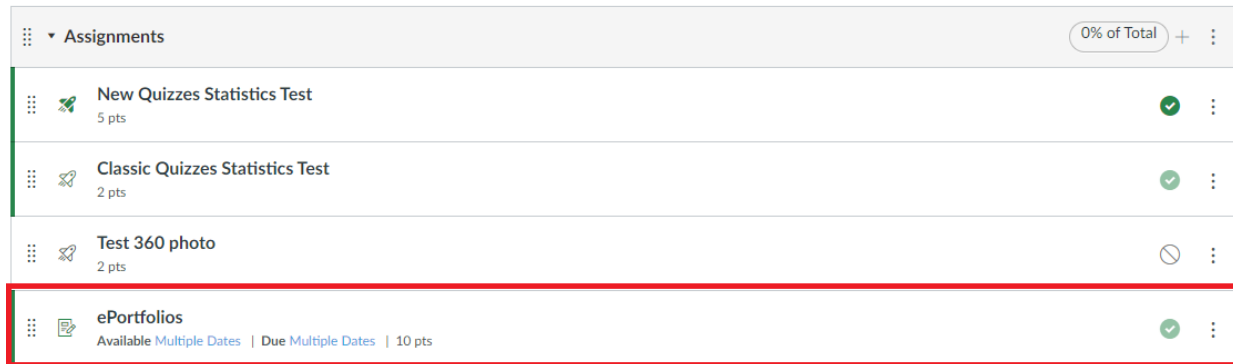 Assignments 0% of Total
New Quizzes Statistics Test
5 pts
Classic Quizzes Statistics Test
2 pts
Test 360 photo
2 pts
ePortfolios
Available Multiple Dates | Due Multiple Dates | 10 pts